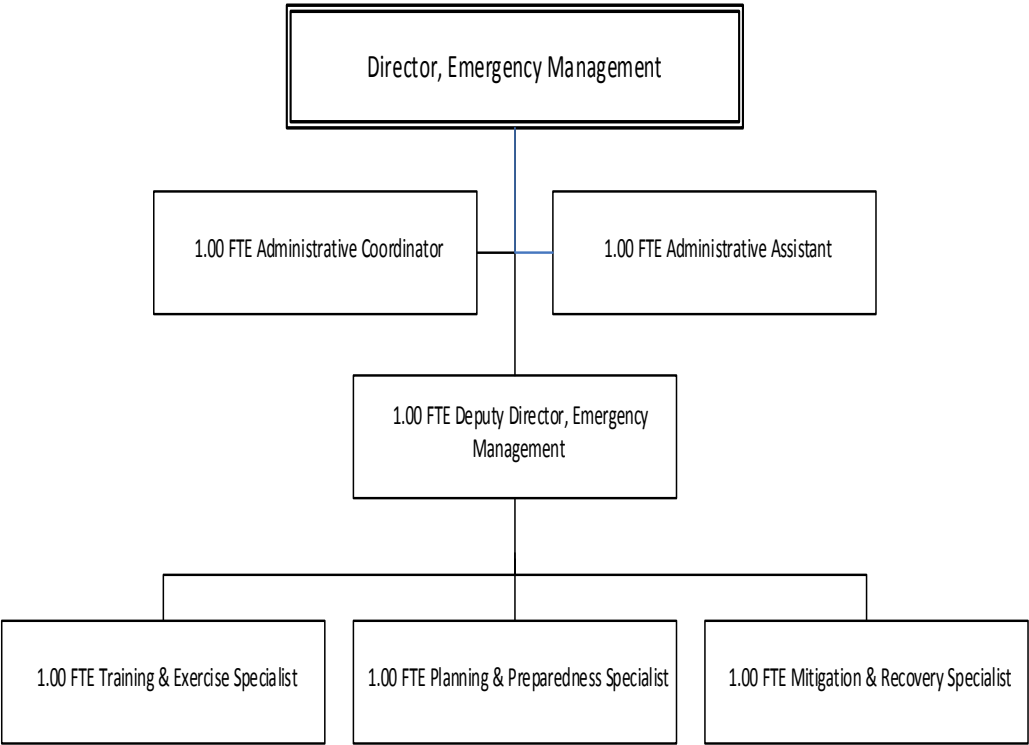 Director, Emergency Management
1.00 FTE Administrative Coordinator
1.00 FTE Administrative Assistant
1.00 FTE Deputy Director, Emergency
Management
1.00 FTE Training & Exercise Specialist
1.00 FTE Planning & Preparedness Specialist
1.00 FTE Mitigation & Recovery Specialist